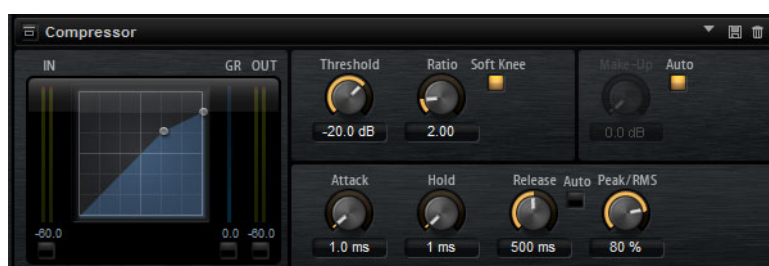 Compressor
IN GR OUT
-60.0 0.0 -60.0
Threshold Ratio Soft Knee
-20.0 dB 2.00
Make-Up Auto
0.0 dB
Attack Hold Release Auto Peak/RMS
1.0 ms 1 ms 500 ms 80 %